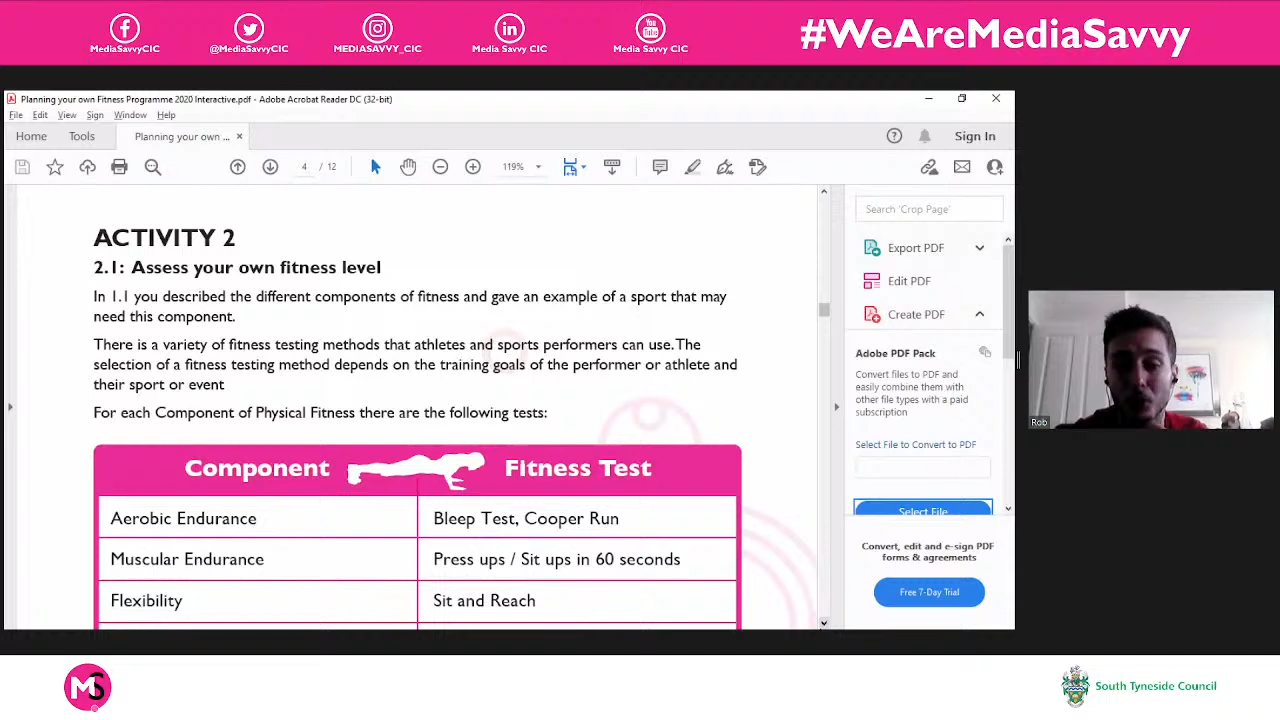 MediaSavvyCIC
@MediaSavvyCIC
MEDIASAVVY_CIC
in
Media Savvy CIC
You
Tube
Media Savvy CIC
#WeAreMediaSavvy
Planning your own Fitness Programme 2020 Interactive.pdf - Adobe Acrobat Reader DC (32-bit)
File Edit View Sign Window Help
Home Tools Planning your own ... × Sign In
4 / 12 119%
ACTIVITY 2
2.1: Assess your own fitness level
In 1.1 you described the different components of fitness and gave an example of a sport that may
need this component.
There is a variety of fitness testing methods that athletes and sports performers can use. The
selection of a fitness testing method depends on the training goals of the performer or athlete and
their sport or event
For each Component of Physical Fitness there are the following tests:
Component Fitness Test
Aerobic Endurance Bleep Test, Cooper Run
Muscular Endurance Press ups / Sit ups in 60 seconds
Flexibility Sit and Reach
Search 'Crop Page'
Export PDF
Edit PDF
Create PDF
Adobe PDF Pack
Convert files to PDF and
easily combine them with
other file types with a paid
subscription
Select File to Convert to PDF
Select File
Convert, edit and e-sign PDF
forms & agreements
Free 7-Day Trial
Rob
MS
South Tyneside Council